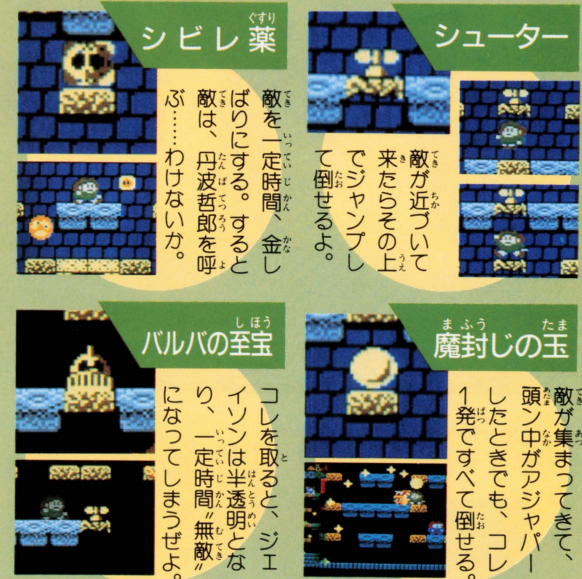 シューター
敵が近づいて
来たらその上
でジャンプし
て倒せるよ。
シビレ薬
敵を一定時間、金し
ばりにする。すると
敵は、丹波哲郎を呼
ぶ……わけないか。
魔封じの玉
敵が集まってきて、
頭ン中がアジャパー
したときでも、コレ
1発ですべて倒せる。
バルバの至宝
コレを取ると、ジェ
イソンは半透明とな
り、一定時間〝無敵〟
になってしまうぜよ。